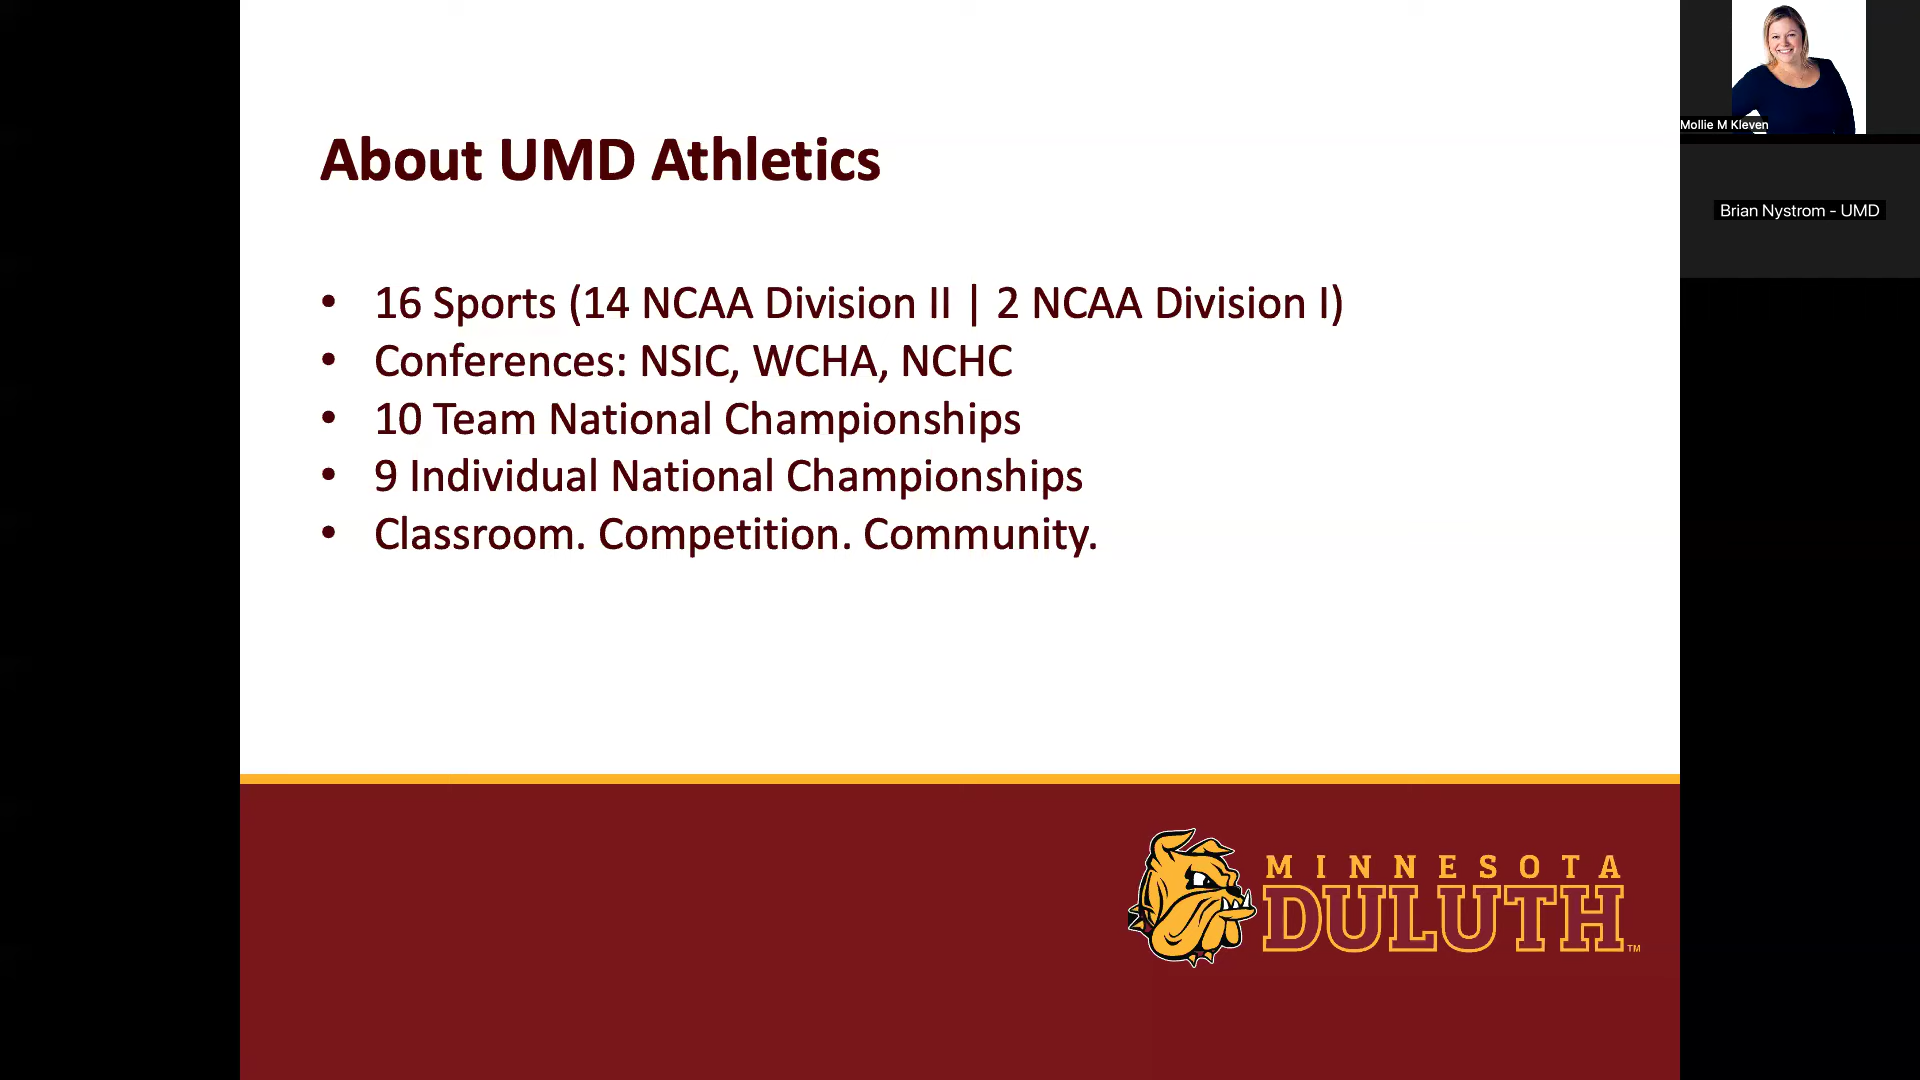 About UMD Athletics
• 16 Sports (14 NCAA Division II | 2 NCAA Division I)
• Conferences: NSIC, WCHA, NCHC
• 10 Team National Championships
• 9 Individual National Championships
• Classroom. Competition. Community.
MINNESOTA
DULUTH™
Mollie M Kleven
Brian Nystrom - UMD